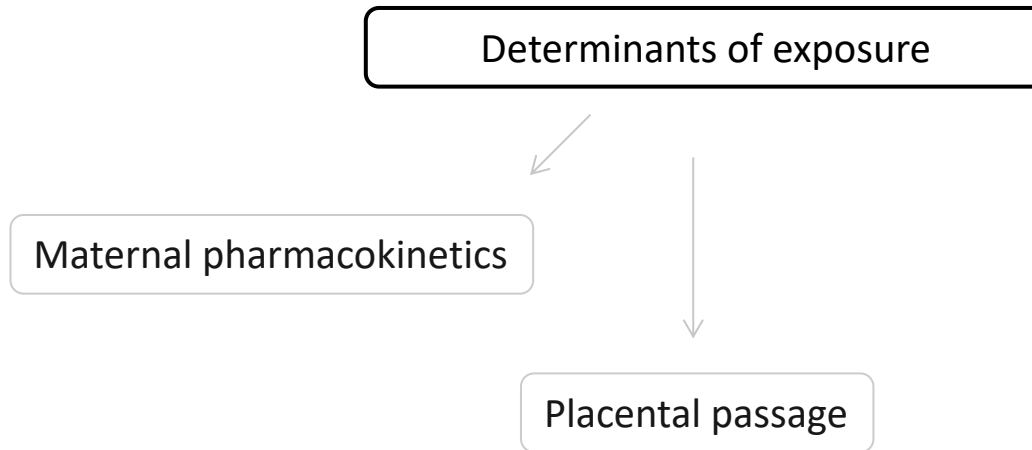 Determinants of exposure
Maternal pharmacokinetics
Placental passage